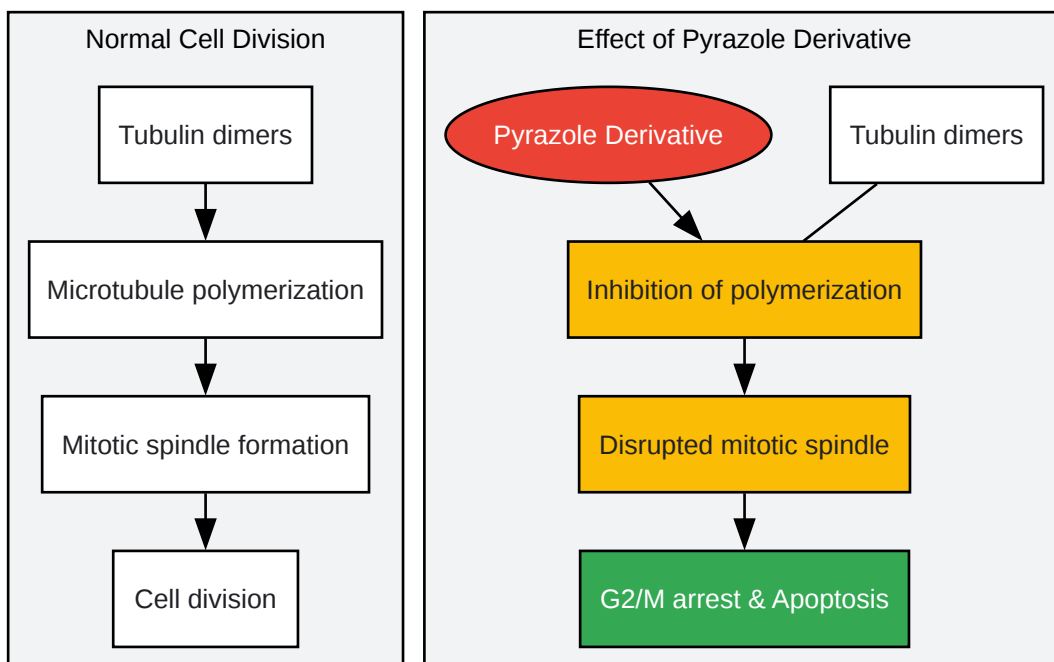 Normal Cell Division
Tubulin dimers
Microtubule polymerization
Mitotic spindle formation
Cell division
Effect of Pyrazole Derivative
Pyrazole Derivative
Tubulin dimers
Inhibition of polymerization
Disrupted mitotic spindle
G2/M arrest & Apoptosis